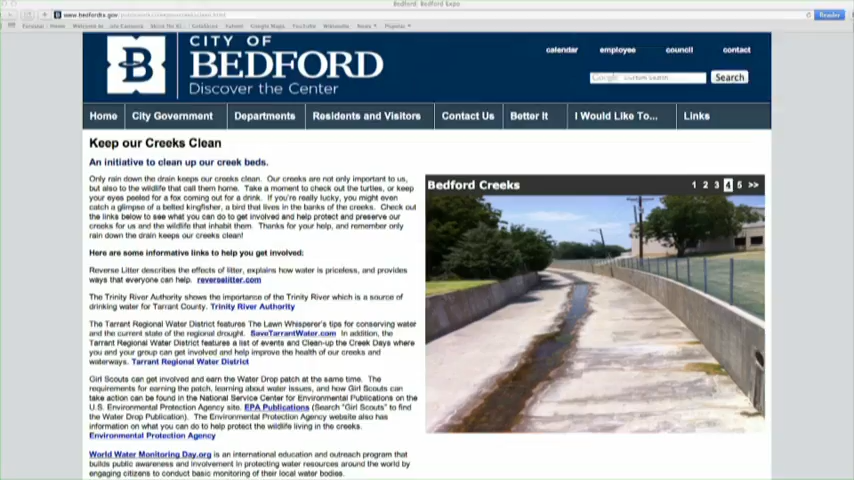 Bedford: Bedford Expo
www.bedfordtx.gov
Reader
CITY OF
BEDFORD
Discover the Center
calendar employee council contact
Google
Search
Home City Government Departments Residents and Visitors Contact Us Better It I Would Like To... Links
Keep our Creeks Clean
An initiative to clean up our creek beds.
Only rain down the drain keeps our creeks clean. Our creeks are not only important to us,
but also to the wildlife that call them home. Take a moment to check out the turtles, or keep
your eyes peeled for a fox coming out for a drink. If you're really lucky, you might even
catch a glimpse of a belted kingfisher, a bird that lives in the banks of the creeks. Check out
the links below to see what you can do to get involved and help protect and preserve our
creeks for us and the wildlife that inhabit them. Thanks for your help, and remember only
rain down the drain keeps our creeks clean!
Here are some informative links to help you get involved:
Reverse Litter describes the effects of litter, explains how water is priceless, and provides
ways that everyone can help. reverselitter.com
The Trinity River Authority shows the importance of the Trinity River which is a source of
drinking water for Tarrant County. Trinity River Authority
The Tarrant Regional Water District features The Lawn Whisperer's tips for conserving water
and the current state of the regional drought. SaveTarrantWater.com In addition, the
Tarrant Regional Water District features a list of events and Clean-up the Creek Days where
you and your group can get involved and help improve the health of our creeks and
waterways. Tarrant Regional Water District
Girl Scouts can get involved and earn the Water Drop patch at the same time. The
requirements for earning the patch, learning about water issues, and how Girl Scouts can
take action can be found in the National Service Center for Environmental Publications on the
U.S. Environmental Protection Agency site. EPA Publications (Search "Girl Scouts" to find
the Water Drop Publication). The Environmental Protection Agency website also has
information on what you can do to help protect the wildlife living in the creeks.
Environmental Protection Agency
World Water Monitoring Day.org is an international education and outreach program that
builds public awareness and involvement in protecting water resources around the world by
engaging citizens to conduct basic monitoring of their local water bodies.
Bedford Creeks 1 2 3 4 5 >>